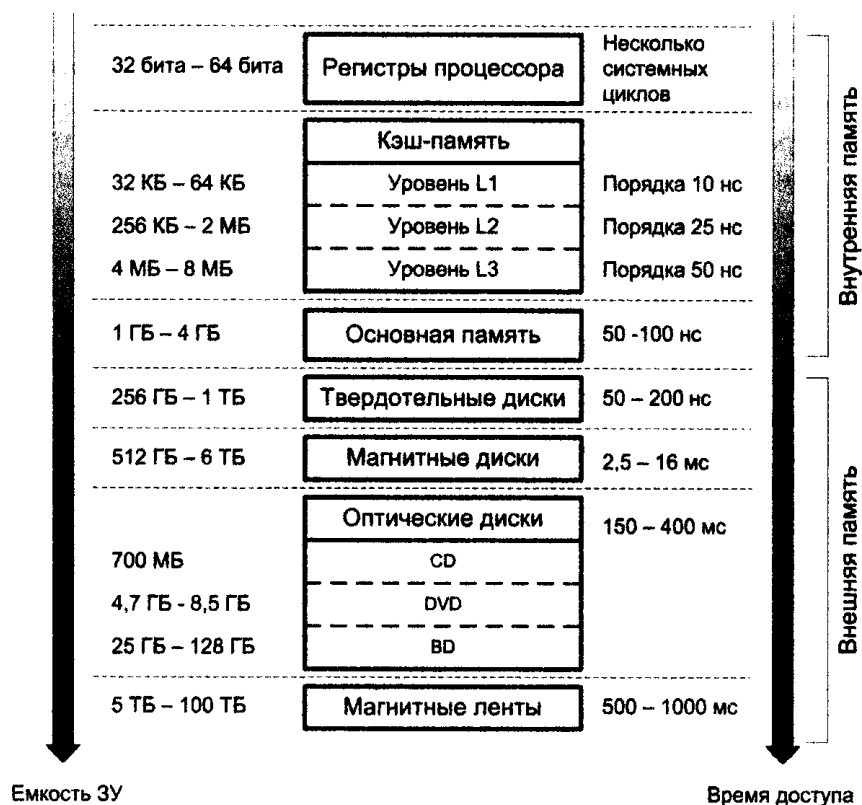 32 бита – 64 бита
Регистры процессора
Несколько
системных
циклов
Кэш-память
32 КБ – 64 КБ
Уровень L1
Порядка 10 нс
256 КБ – 2 МБ
Уровень L2
Порядка 25 нс
4 МБ – 8 МБ
Уровень L3
Порядка 50 нс
1 ГБ – 4 ГБ
Основная память
50 -100 нс
Внутренняя память
256 ГБ – 1 ТБ
Твердотельные диски
50 – 200 нс
512 ГБ – 6 ТБ
Магнитные диски
2,5 – 16 мс
Оптические диски
150 – 400 мс
700 МБ
CD
4,7 ГБ - 8,5 ГБ
DVD
25 ГБ – 128 ГБ
BD
5 ТБ – 100 ТБ
Магнитные ленты
500 – 1000 мс
Внешняя память
Емкость ЗУ
Время доступа